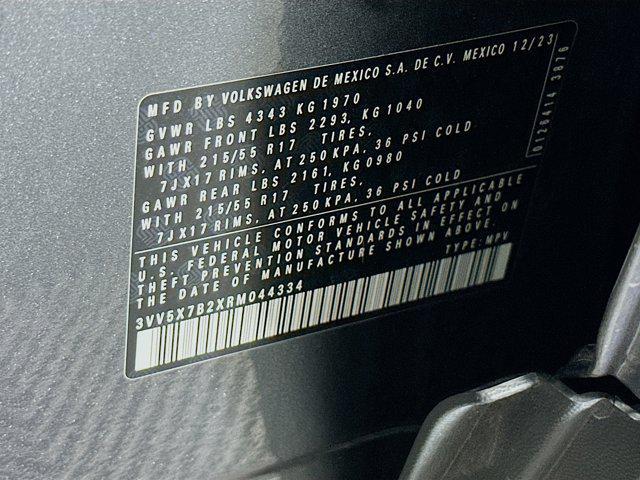 MFD BY VOLKSWAGEN DE MEXICO S.A. DE C.V. MEXICO 12/23
GVWR LBS 4343 KG 1970
GAWR FRONT LBS 2293, KG 1040
WITH 215/55 R17 TIRES,
7JX17 RIMS, AT 250 KPA, 36 PSI COLD
GAWR REAR LBS 2161, KG0980
WITH 215/55 R17 TIRES,
7JX17 RIMS, AT 250 KPA, 36 PSI COLD
THIS VEHICLE CONFORMS TO ALL APPLICABLE
U.S. FEDERAL MOTOR VEHICLE SAFETY AND
THEFT PREVENTION STANDARDS IN EFFECT ON
THE DATE OF MANUFACTURE SHOWN ABOVE.
3VV5X7B2XRM044334 TYPE: MPV